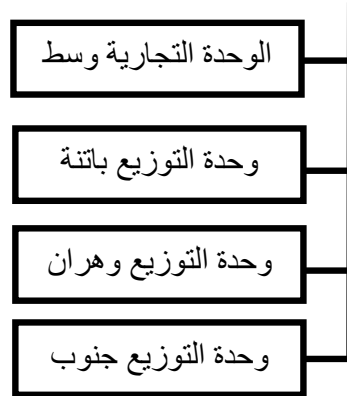 الوحدة التجارية وسط
وحدة التوزيع باتنة
وحدة التوزيع وهران
وحدة التوزيع جنوب